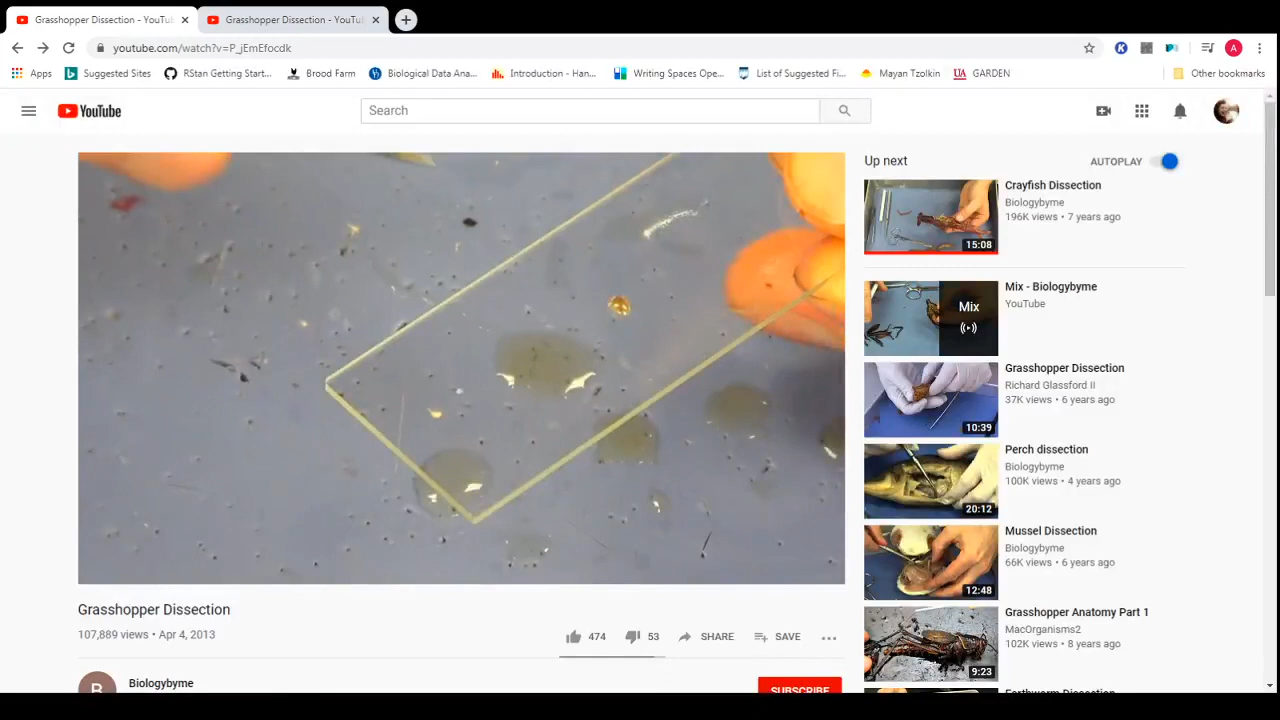 Grasshopper Dissection - YouTu
Grasshopper Dissection - YouTu
youtube.com/watch?v=P_jEmEfocdk
A
Apps
Suggested Sites
RStan Getting Start...
Brood Farm
Biological Data Ana...
Introduction - Han...
Writing Spaces Ope...
List of Suggested Fi...
Mayan Tzolkin
GARDEN
Other bookmarks
YouTube
Search
Up next
AUTOPLAY
Crayfish Dissection
Biologybyme
196K views • 7 years ago
15:08
Mix - Biologybyme
YouTube
Mix
Grasshopper Dissection
Richard Glassford II
37K views • 6 years ago
10:39
Perch dissection
Biologybyme
100K views • 4 years ago
20:12
Mussel Dissection
Biologybyme
66K views • 6 years ago
12:48
Grasshopper Anatomy Part 1
MacOrganisms2
102K views • 8 years ago
9:23
Earthworm Dissection
Grasshopper Dissection
107,889 views • Apr 4, 2013
474
53
SHARE
SAVE
B
Biologybyme
SUBSCRIBE